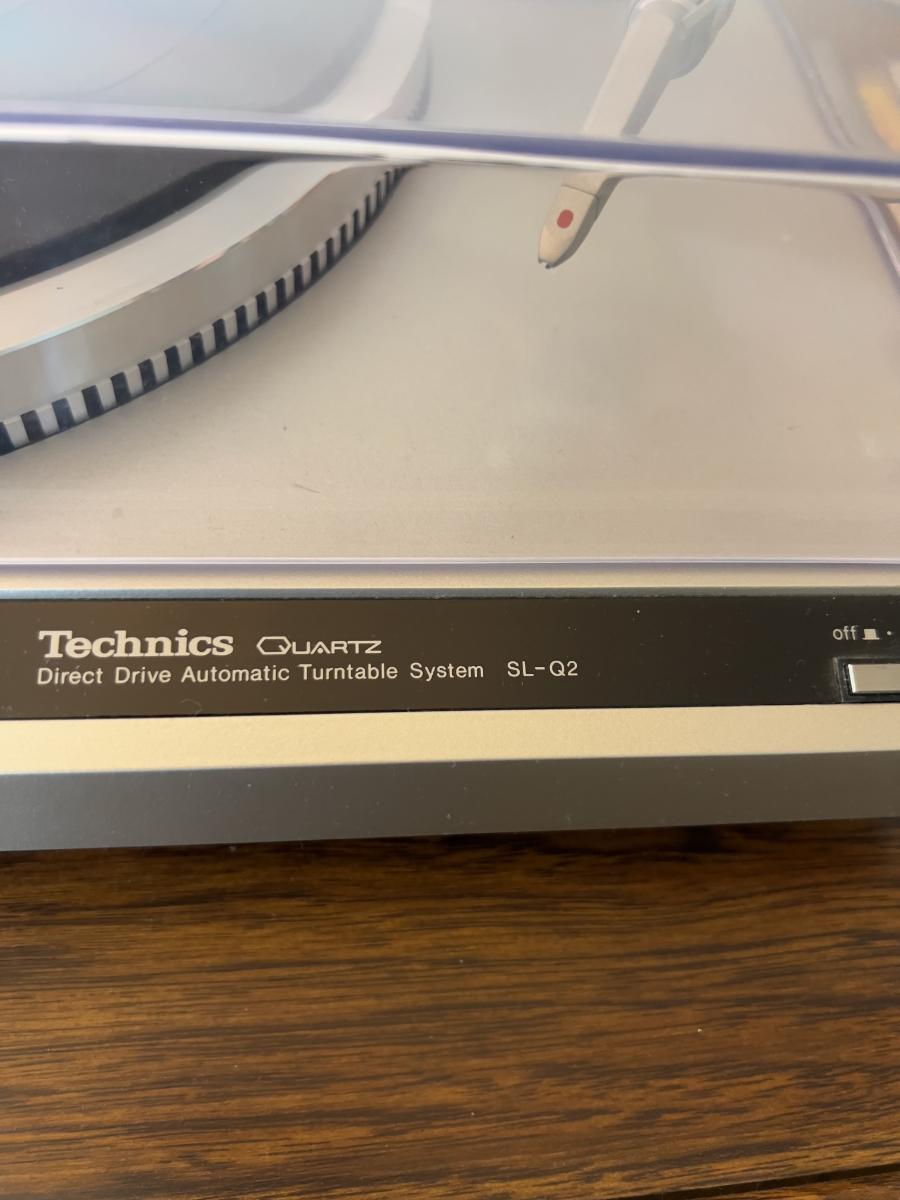 Technics QUARTZ
Direct Drive Automatic Turntable System SL-Q2
off